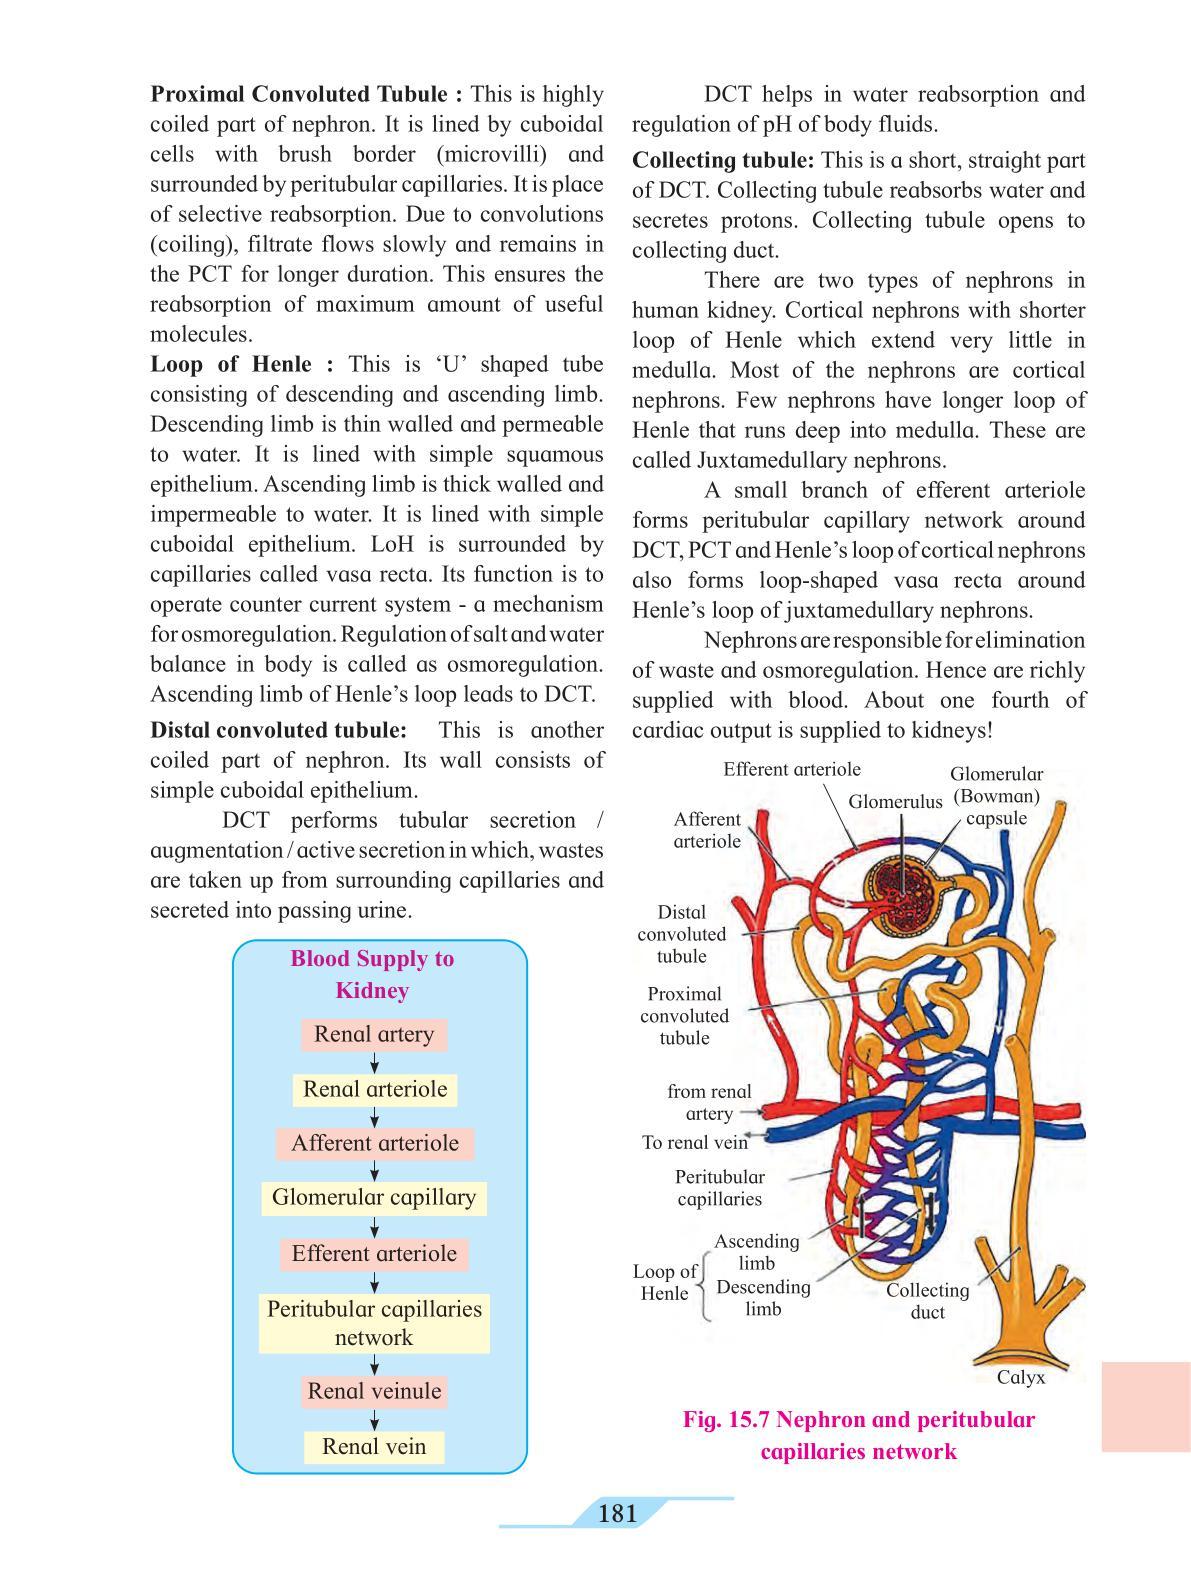 Proximal Convoluted Tubule : This is highly
coiled part of nephron. It is lined by cuboidal
cells with brush border (microvilli) and
surrounded by peritubular capillaries. It is place
of selective reabsorption. Due to convolutions
(coiling), filtrate flows slowly and remains in
the PCT for longer duration. This ensures the
reabsorption of maximum amount of useful
molecules.
Loop of Henle : This is ‘U’ shaped tube
consisting of descending and ascending limb.
Descending limb is thin walled and permeable
to water. It is lined with simple squamous
epithelium. Ascending limb is thick walled and
impermeable to water. It is lined with simple
cuboidal epithelium. LoH is surrounded by
capillaries called vasa recta. Its function is to
operate counter current system - a mechanism
for osmoregulation. Regulation of salt and water
balance in body is called as osmoregulation.
Ascending limb of Henle’s loop leads to DCT.
Distal convoluted tubule: This is another
coiled part of nephron. Its wall consists of
simple cuboidal epithelium.
DCT performs tubular secretion /
augmentation / active secretion in which, wastes
are taken up from surrounding capillaries and
secreted into passing urine.
Blood Supply to
Kidney
Renal artery
Renal arteriole
Afferent arteriole
Glomerular capillary
Efferent arteriole
Peritubular capillaries
network
Renal veinule
Renal vein
DCT helps in water reabsorption and
regulation of pH of body fluids.
Collecting tubule: This is a short, straight part
of DCT. Collecting tubule reabsorbs water and
secretes protons. Collecting tubule opens to
collecting duct.
There are two types of nephrons in
human kidney. Cortical nephrons with shorter
loop of Henle which extend very little in
medulla. Most of the nephrons are cortical
nephrons. Few nephrons have longer loop of
Henle that runs deep into medulla. These are
called Juxtamedullary nephrons.
A small branch of efferent arteriole
forms peritubular capillary network around
DCT, PCT and Henle’s loop of cortical nephrons
also forms loop-shaped vasa recta around
Henle’s loop of juxtamedullary nephrons.
Nephrons are responsible for elimination
of waste and osmoregulation. Hence are richly
supplied with blood. About one fourth of
cardiac output is supplied to kidneys!
Efferent arteriole
Glomerulus
Glomerular
(Bowman)
capsule
Afferent
arteriole
Distal
convoluted
tubule
Proximal
convoluted
tubule
from renal
artery
To renal vein
Peritubular
capillaries
Ascending
limb
Loop of
Henle
Descending
limb
Collecting
duct
Calyx
Fig. 15.7 Nephron and peritubular
capillaries network
181